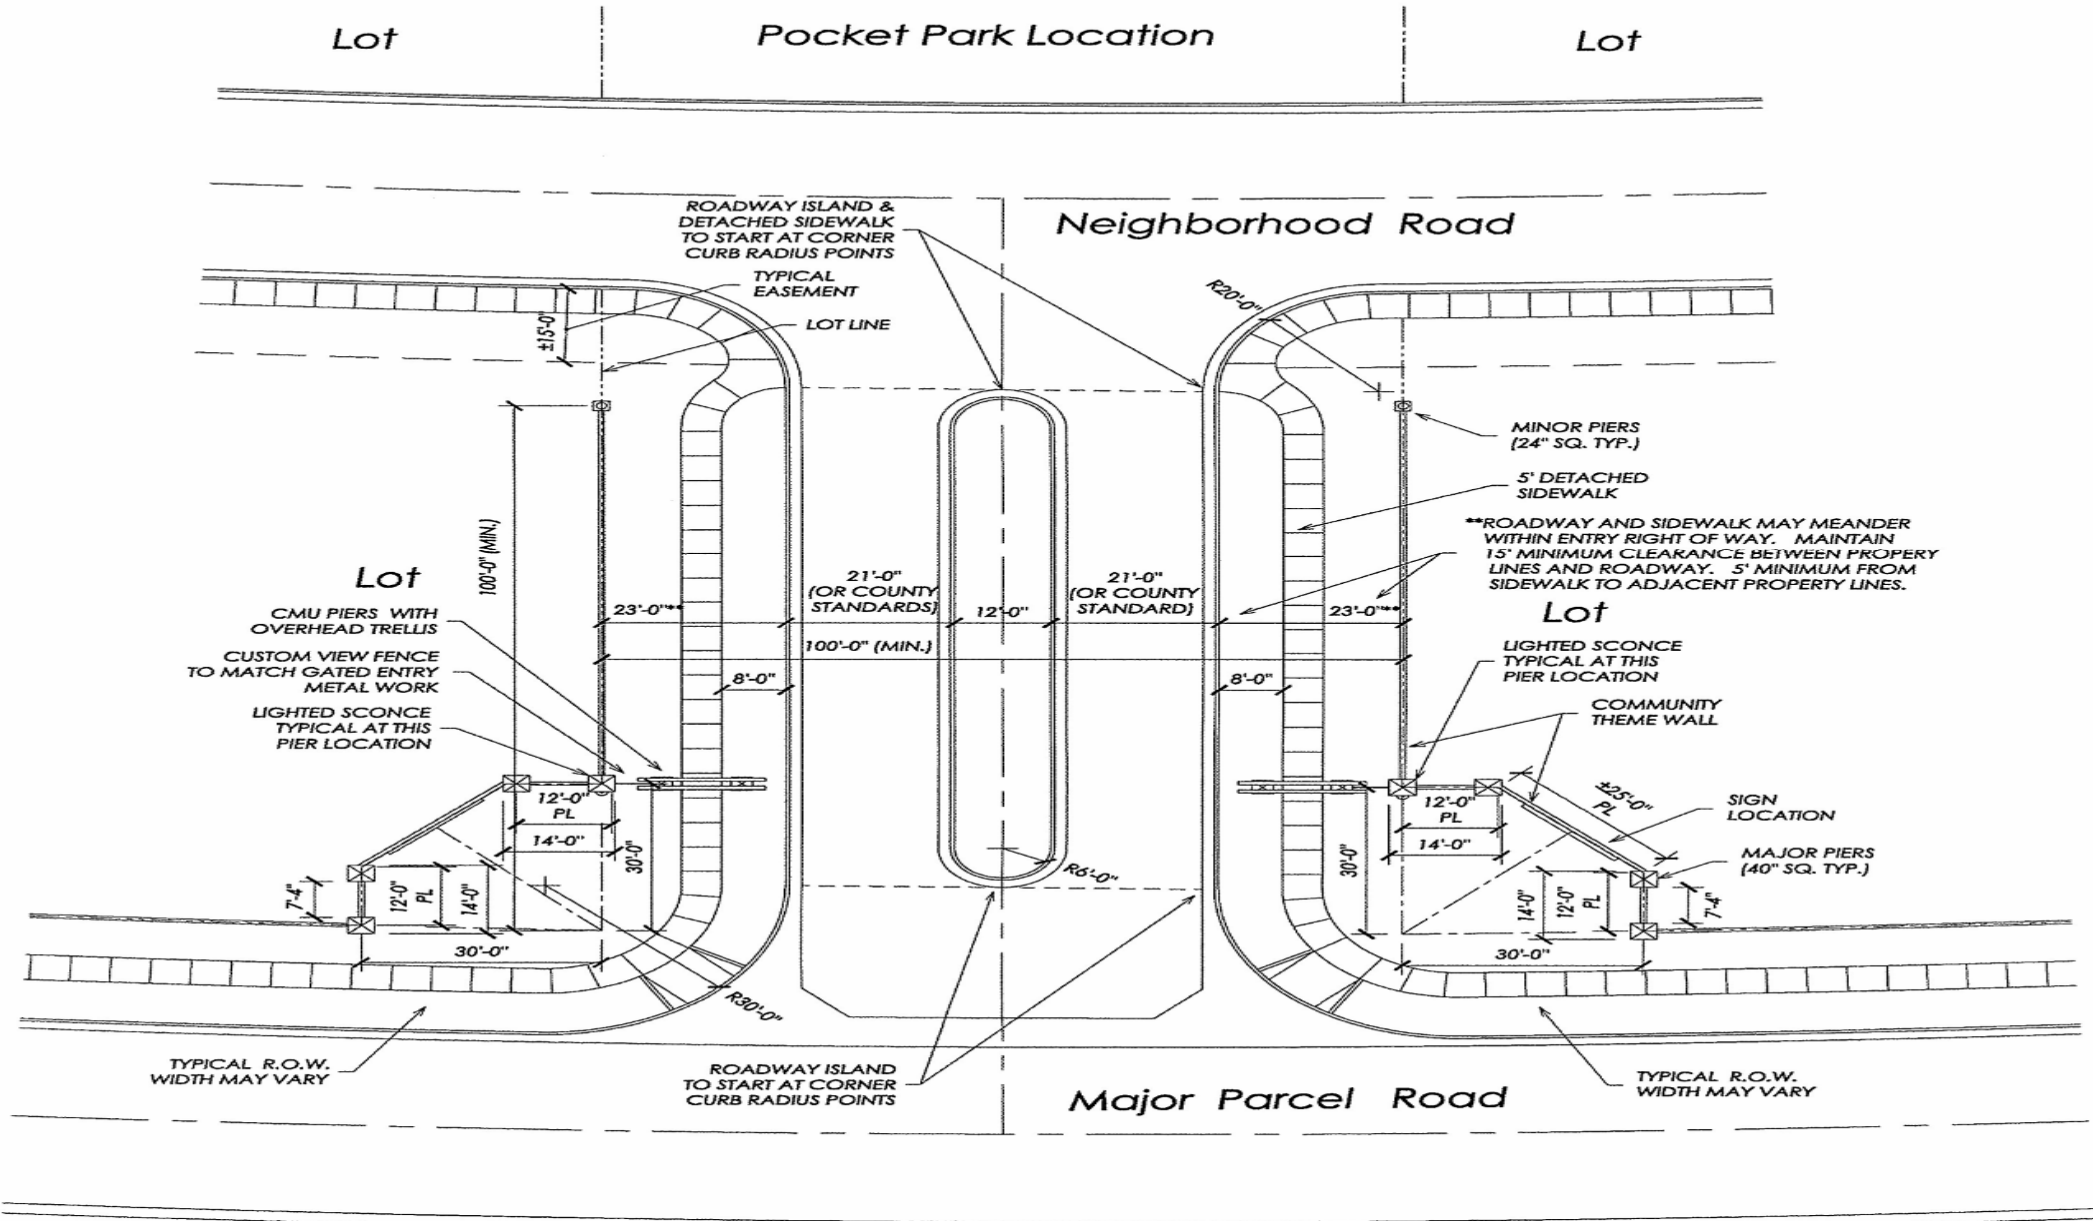 Lot
Pocket Park Location
Lot
ROADWAY ISLAND &
DETACHED SIDEWALK
TO START AT CORNER
CURB RADIUS POINTS
Neighborhood Road
TYPICAL
EASEMENT
LOT LINE
±15'-0"
R20'-0"
MINOR PIERS
(24" SQ. TYP.)
5' DETACHED
SIDEWALK
**ROADWAY AND SIDEWALK MAY MEANDER
WITHIN ENTRY RIGHT OF WAY. MAINTAIN
15' MINIMUM CLEARANCE BETWEEN PROPERY
LINES AND ROADWAY. 5' MINIMUM FROM
SIDEWALK TO ADJACENT PROPERTY LINES.
100'-0" (MIN.)
Lot
21'-0"
(OR COUNTY
STANDARDS)
21'-0"
(OR COUNTY
STANDARD)
23'-0"**
12'-0"
23'-0"**
Lot
100'-0" (MIN.)
CMU PIERS WITH
OVERHEAD TRELLIS
CUSTOM VIEW FENCE
TO MATCH GATED ENTRY
METAL WORK
LIGHTED SCONCE
TYPICAL AT THIS
PIER LOCATION
8'-0"
8'-0"
LIGHTED SCONCE
TYPICAL AT THIS
PIER LOCATION
COMMUNITY
THEME WALL
12'-0"
PL
14'-0"
30'-0"
12'-0"
PL
14'-0"
30'-0"
±25'-0"
PL
SIGN
LOCATION
MAJOR PIERS
(40" SQ. TYP.)
7'-4"
12'-0"
PL
14'-0"
30'-0"
R6'-0"
14'-0"
12'-0"
PL
7'-4"
30'-0"
R30'-0"
TYPICAL R.O.W.
WIDTH MAY VARY
ROADWAY ISLAND
TO START AT CORNER
CURB RADIUS POINTS
Major Parcel Road
TYPICAL R.O.W.
WIDTH MAY VARY